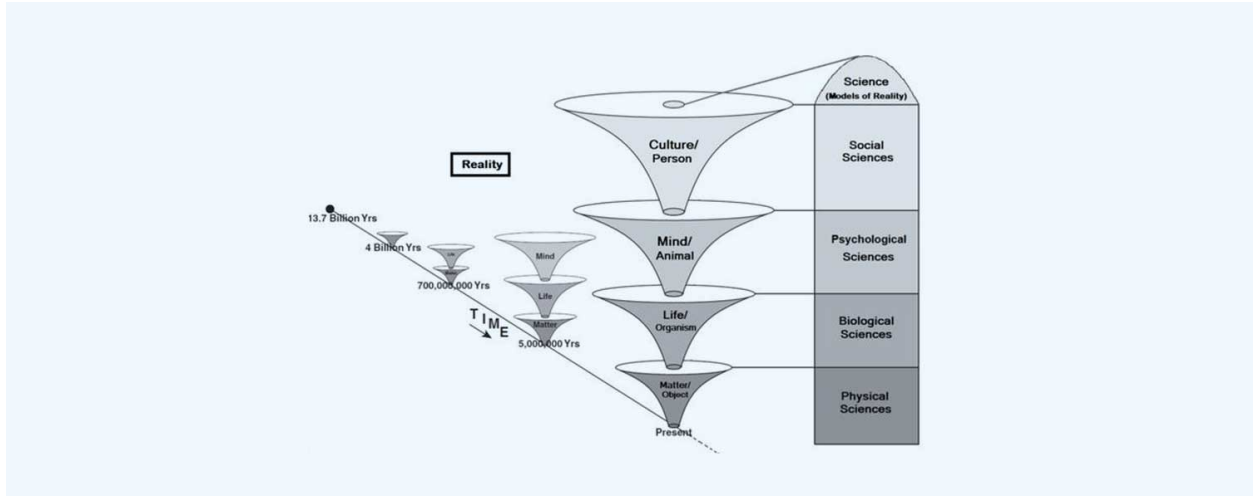 Science
(Models of Reality)
Culture/
Person
Social
Sciences
Reality
13.7 Billion Yrs
4 Billion Yrs
Mind/
Animal
Psychological
Sciences
Mind
700,000,000 Yrs
Life
TIME
Matter
5,000,000 Yrs
Life/
Organism
Biological
Sciences
Matter/
Object
Physical
Sciences
Present